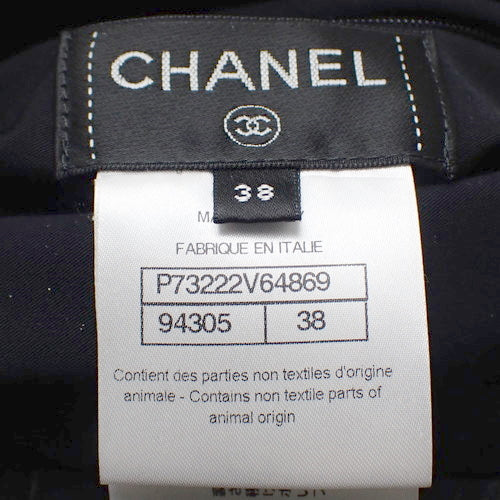 CHANEL
38
FABRIQUE EN ITALIE
P73222V64869
94305 38
Contient des parties non textiles d'origine
animale - Contains non textile parts of
animal origin